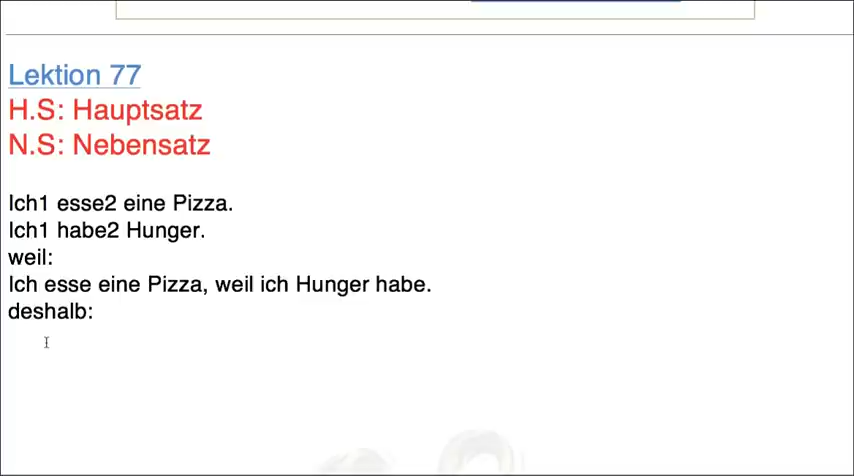 Lektion 77
H.S: Hauptsatz
N.S: Nebensatz
Ich1 esse2 eine Pizza.
Ich1 habe2 Hunger.
weil:
Ich esse eine Pizza, weil ich Hunger habe.
deshalb: